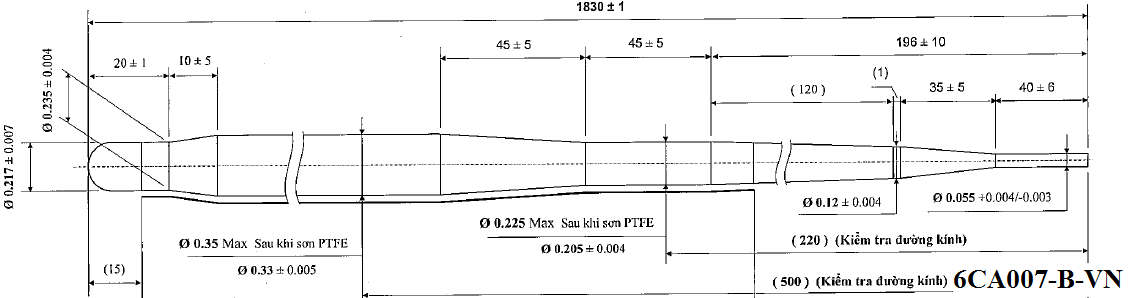 1830 ± 1
45 ± 5
45 ± 5
196 ± 10
20 ± 1
10 ± 5
(1)
(120)
35 ± 5
40 ± 6
Ø 0.235 ± 0.004
Ø 0.217 ± 0.007
Ø 0.12 ± 0.004
Ø 0.055 +0.004/-0.003
Ø 0.35 Max Sau khi sơn PTFE
Ø 0.33 ± 0.005
Ø 0.225 Max Sau khi sơn PTFE
Ø 0.205 ± 0.004
(220) (Kiểm tra đường kính)
(15)
(500) (Kiểm tra đường kính) 6CA007-B-VN